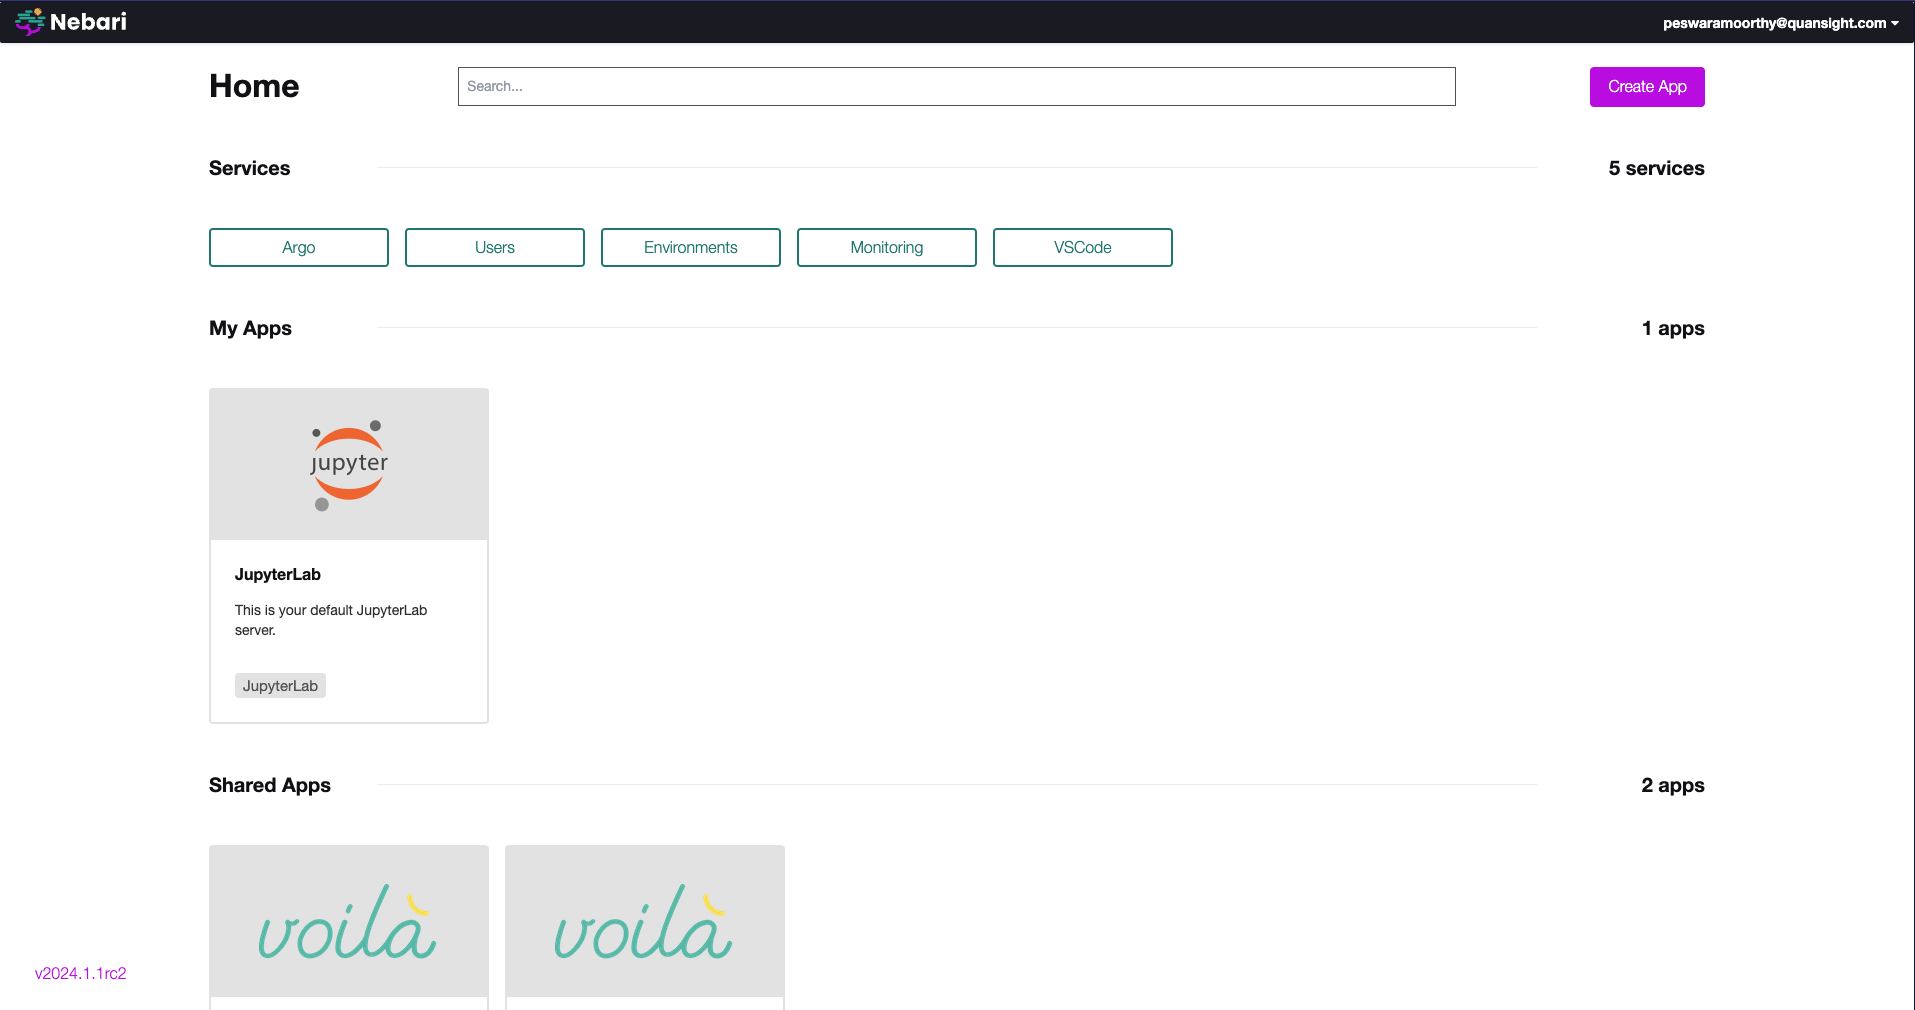 Nebari
peswaramoorthy@quansight.com
Home
Search...
Create App
Services
5 services
Argo
Users
Environments
Monitoring
VSCode
My Apps
1 apps
jupyter
JupyterLab
This is your default JupyterLab
server.
JupyterLab
Shared Apps
2 apps
voilà
voilà
v2024.1.1rc2